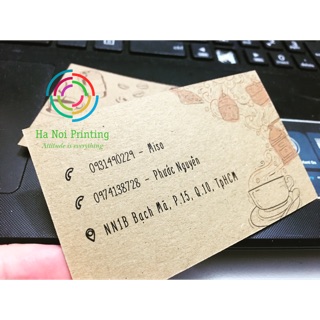 Ha Noi Printing
Attitude is everything
0931490229 - Miso
0974138728 - Phước Nguyên
NN1B Bạch Mã, P.15, Q.10, TpHCM